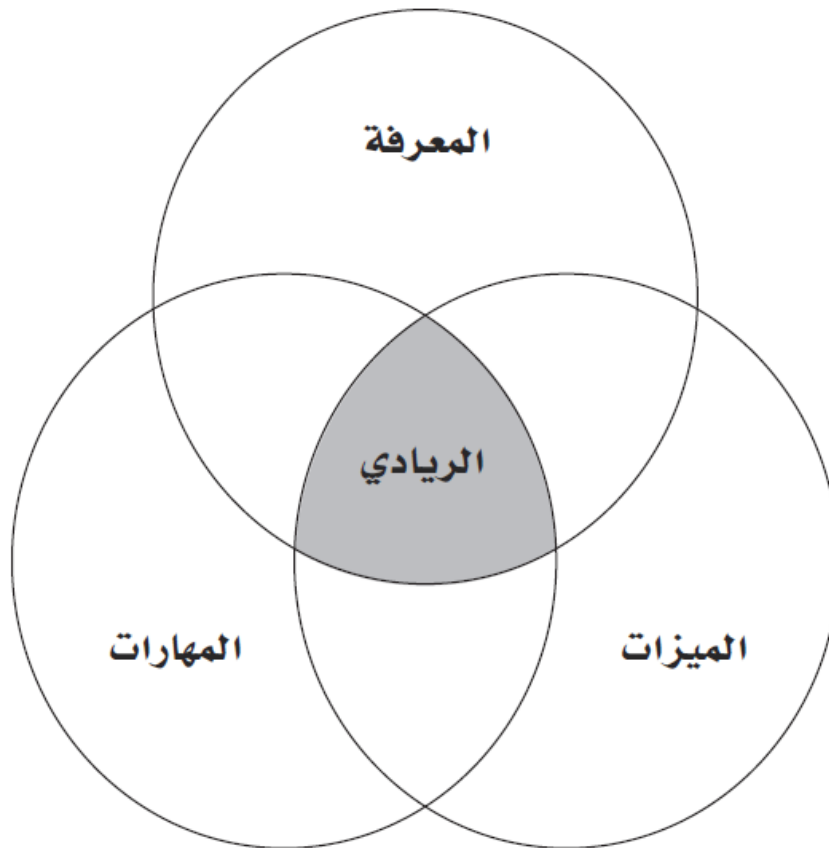 المعرفة
الريادي
المهارات
الميزات